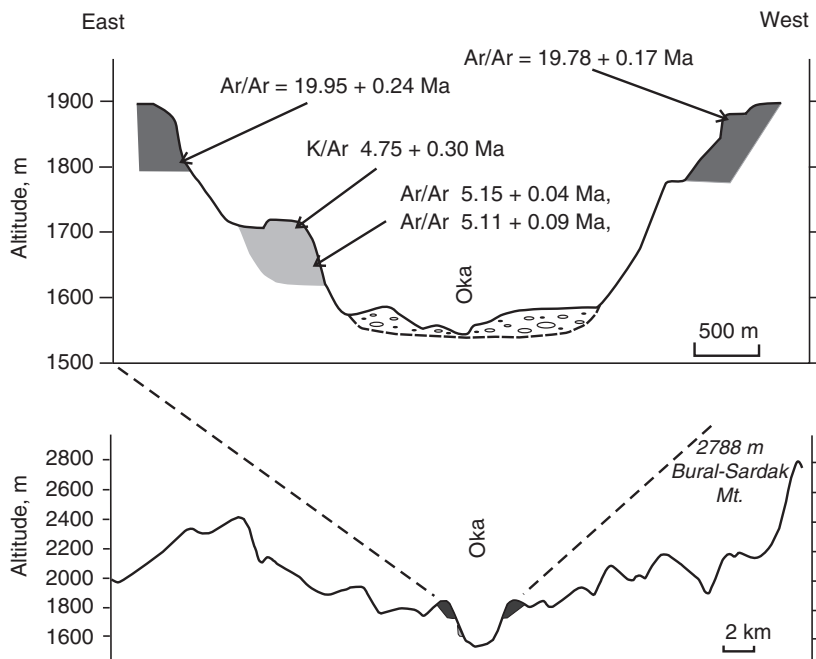 East
West
Ar/Ar = 19.78 + 0.17 Ma
Ar/Ar = 19.95 + 0.24 Ma
K/Ar 4.75 + 0.30 Ma
Ar/Ar 5.15 + 0.04 Ma,
Ar/Ar 5.11 + 0.09 Ma,
Altitude, m
1900
1800
1700
1600
1500
Oka
500 m
2788 m
Bural-Sardak
Mt.
Altitude, m
2800
2600
2400
2200
2000
1800
1600
Oka
2 km